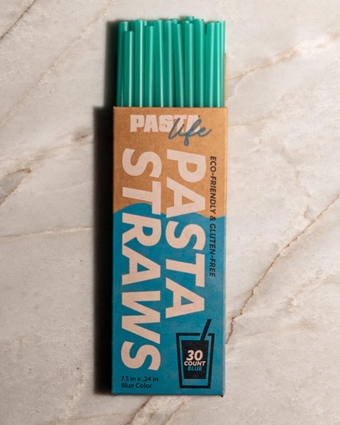 PASTA
life
ECO-FRIENDLY & GLUTEN-FREE
PASTA
STRAWS
30
COUNT
BLUE
7.5 in x .24 in
Blue Color